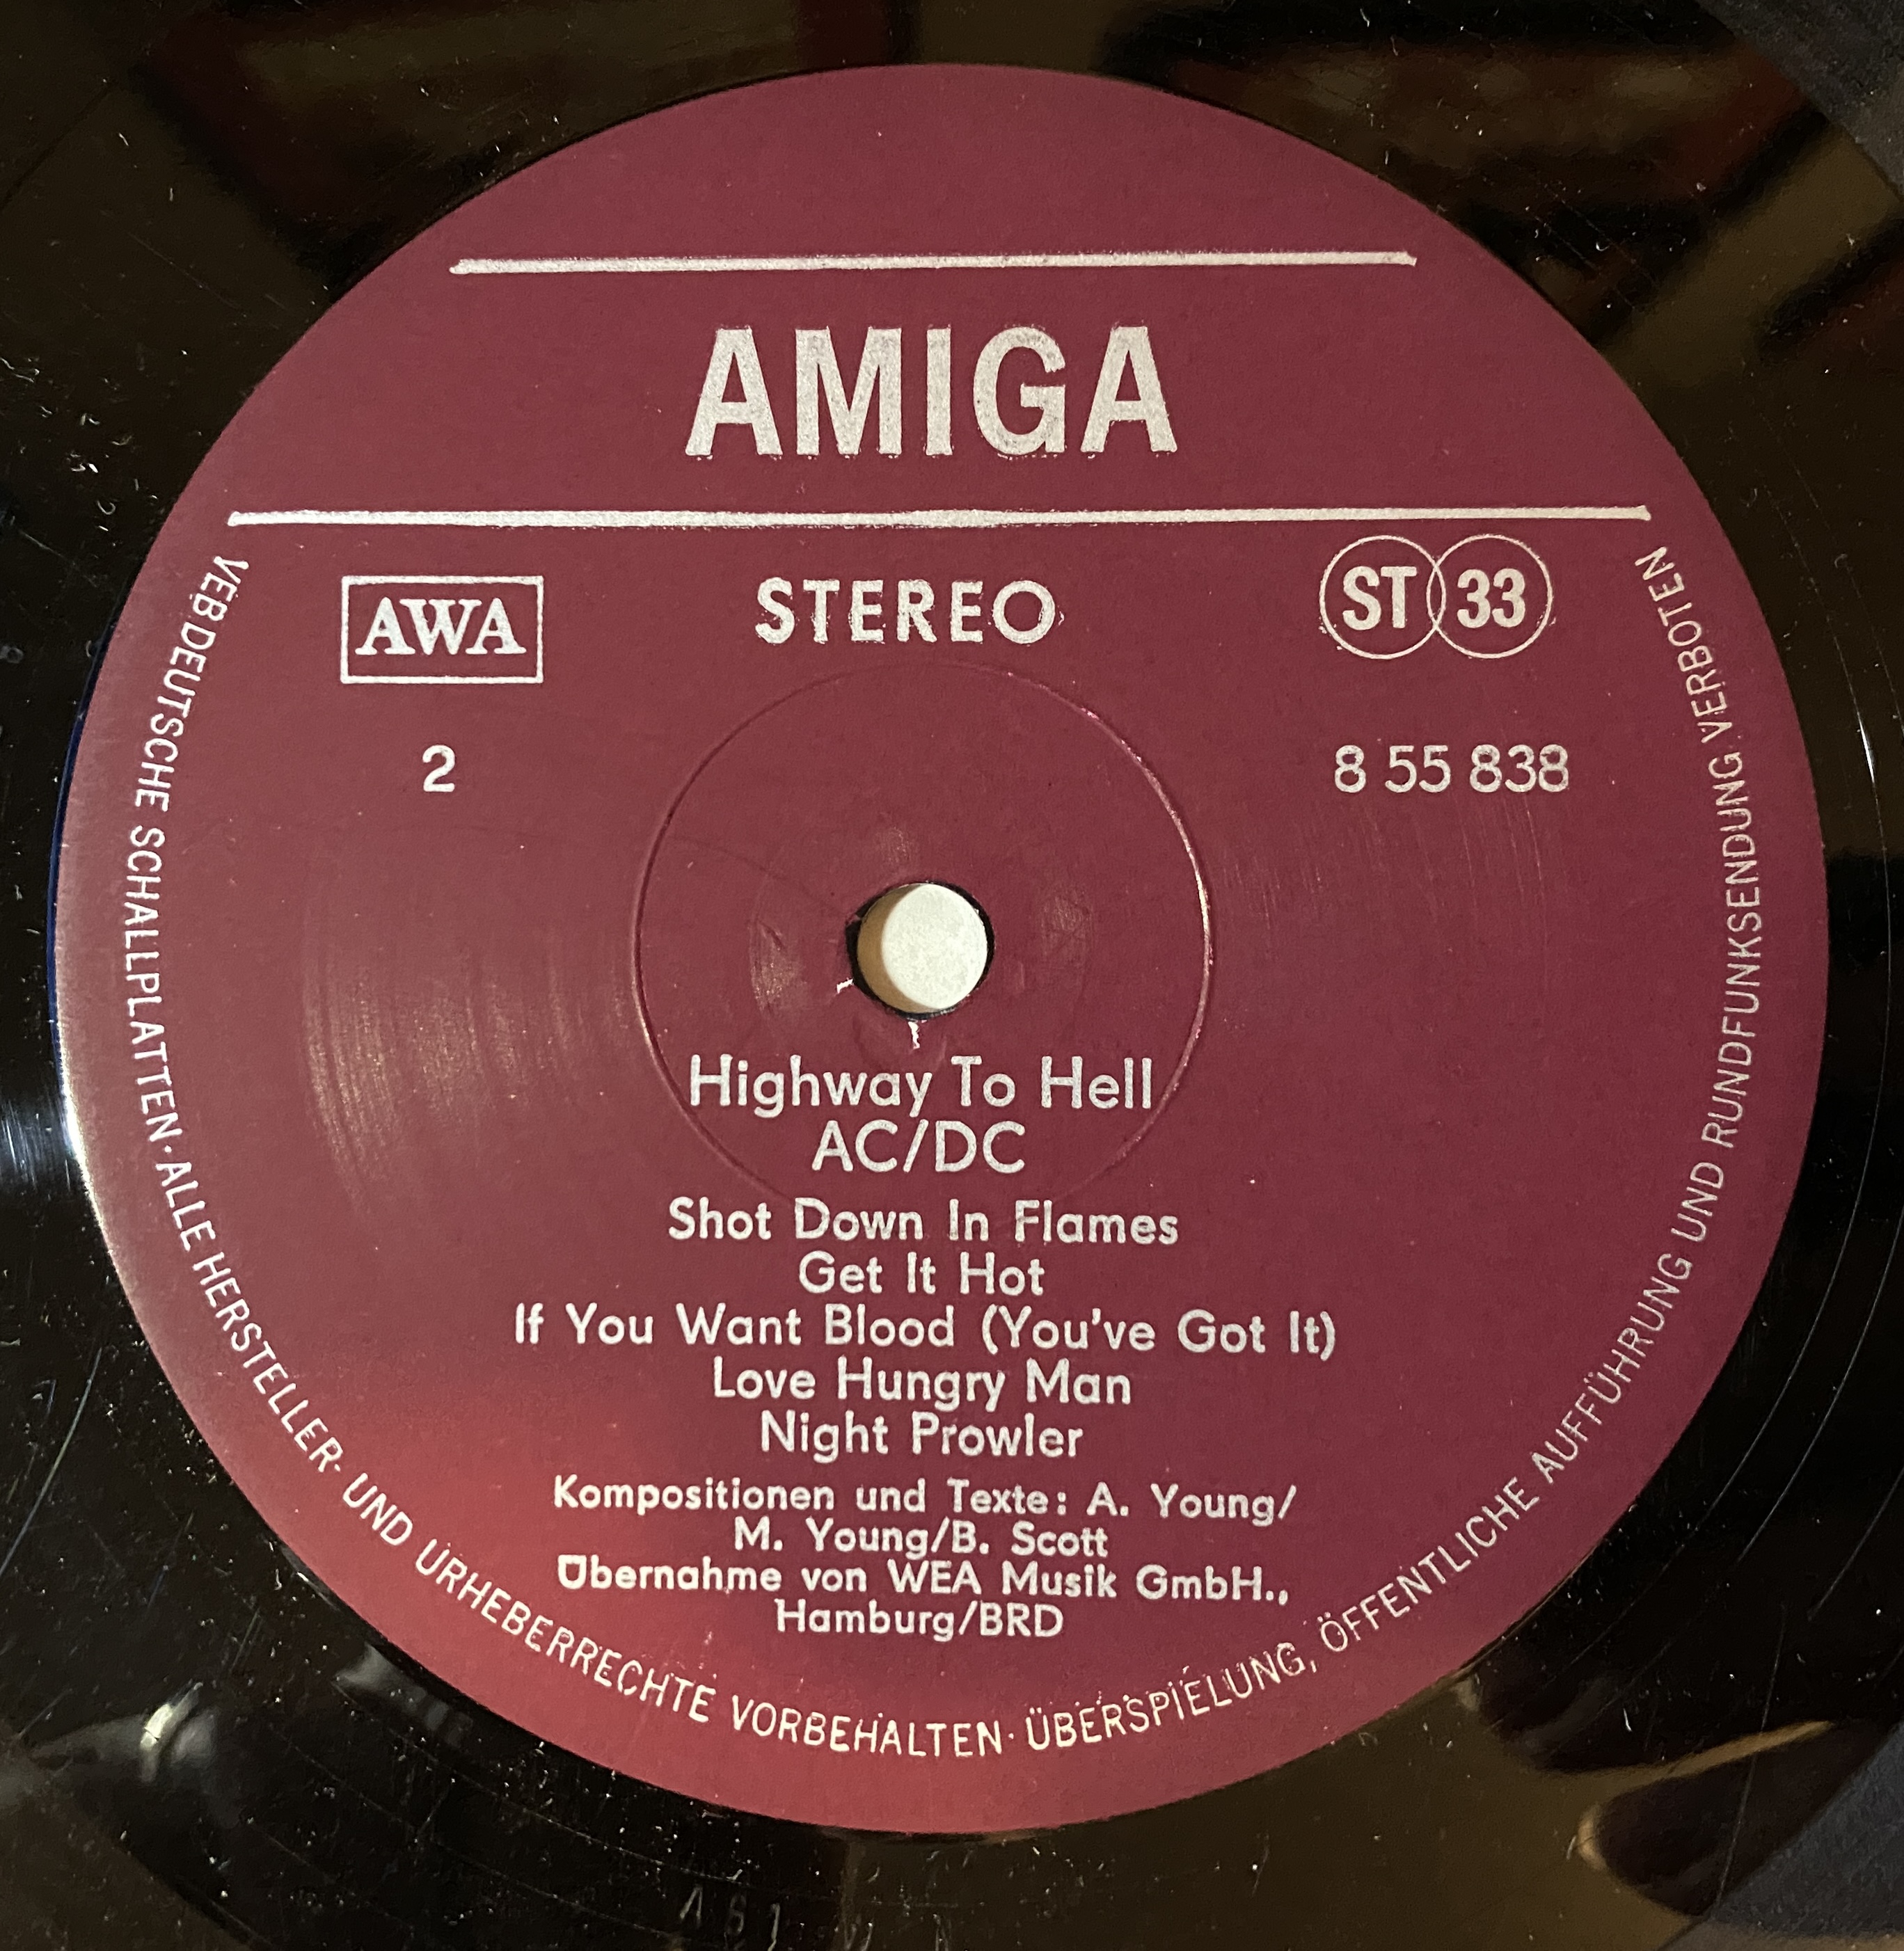 AMIGA
AWA
STEREO
ST 33
2
8 55 838
Highway To Hell
AC/DC
Shot Down In Flames
Get It Hot
If You Want Blood (You've Got It)
Love Hungry Man
Night Prowler
Kompositionen und Texte: A. Young/
M. Young/B. Scott
Übernahme von WEA Musik GmbH.,
Hamburg/BRD
VEB DEUTSCHE SCHALLPLATTEN · ALLE HERSTELLER- UND URHEBERRECHTE VORBEHALTEN · ÜBERSPIELUNG, ÖFFENTLICHE AUFFÜHRUNG UND RUNDFUNKSENDUNG VERBOTEN